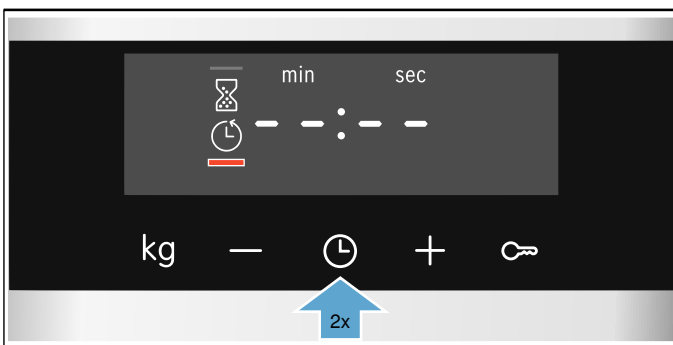 min sec
– – : – –
kg − +
2x